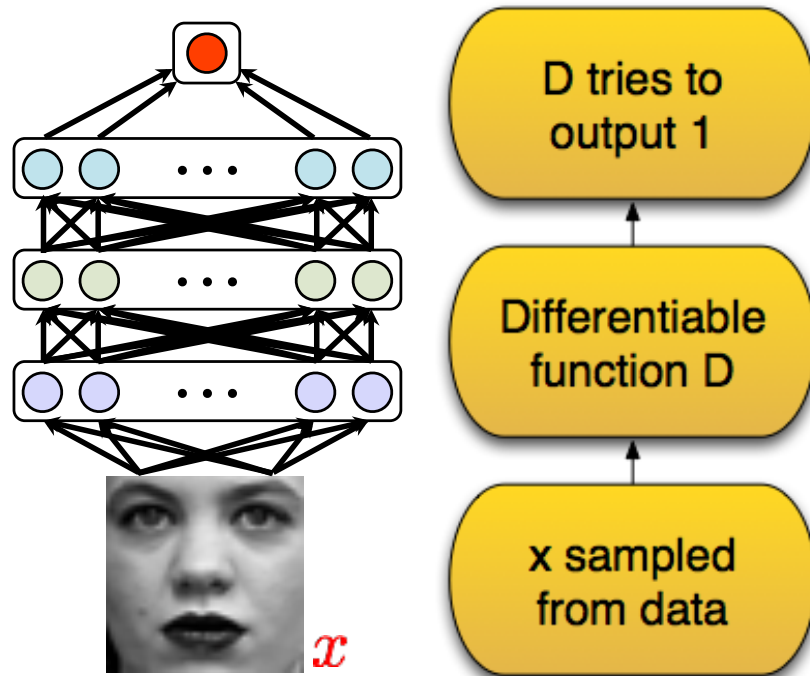 D tries to
output 1
Differentiable
function D
x sampled
from data
x